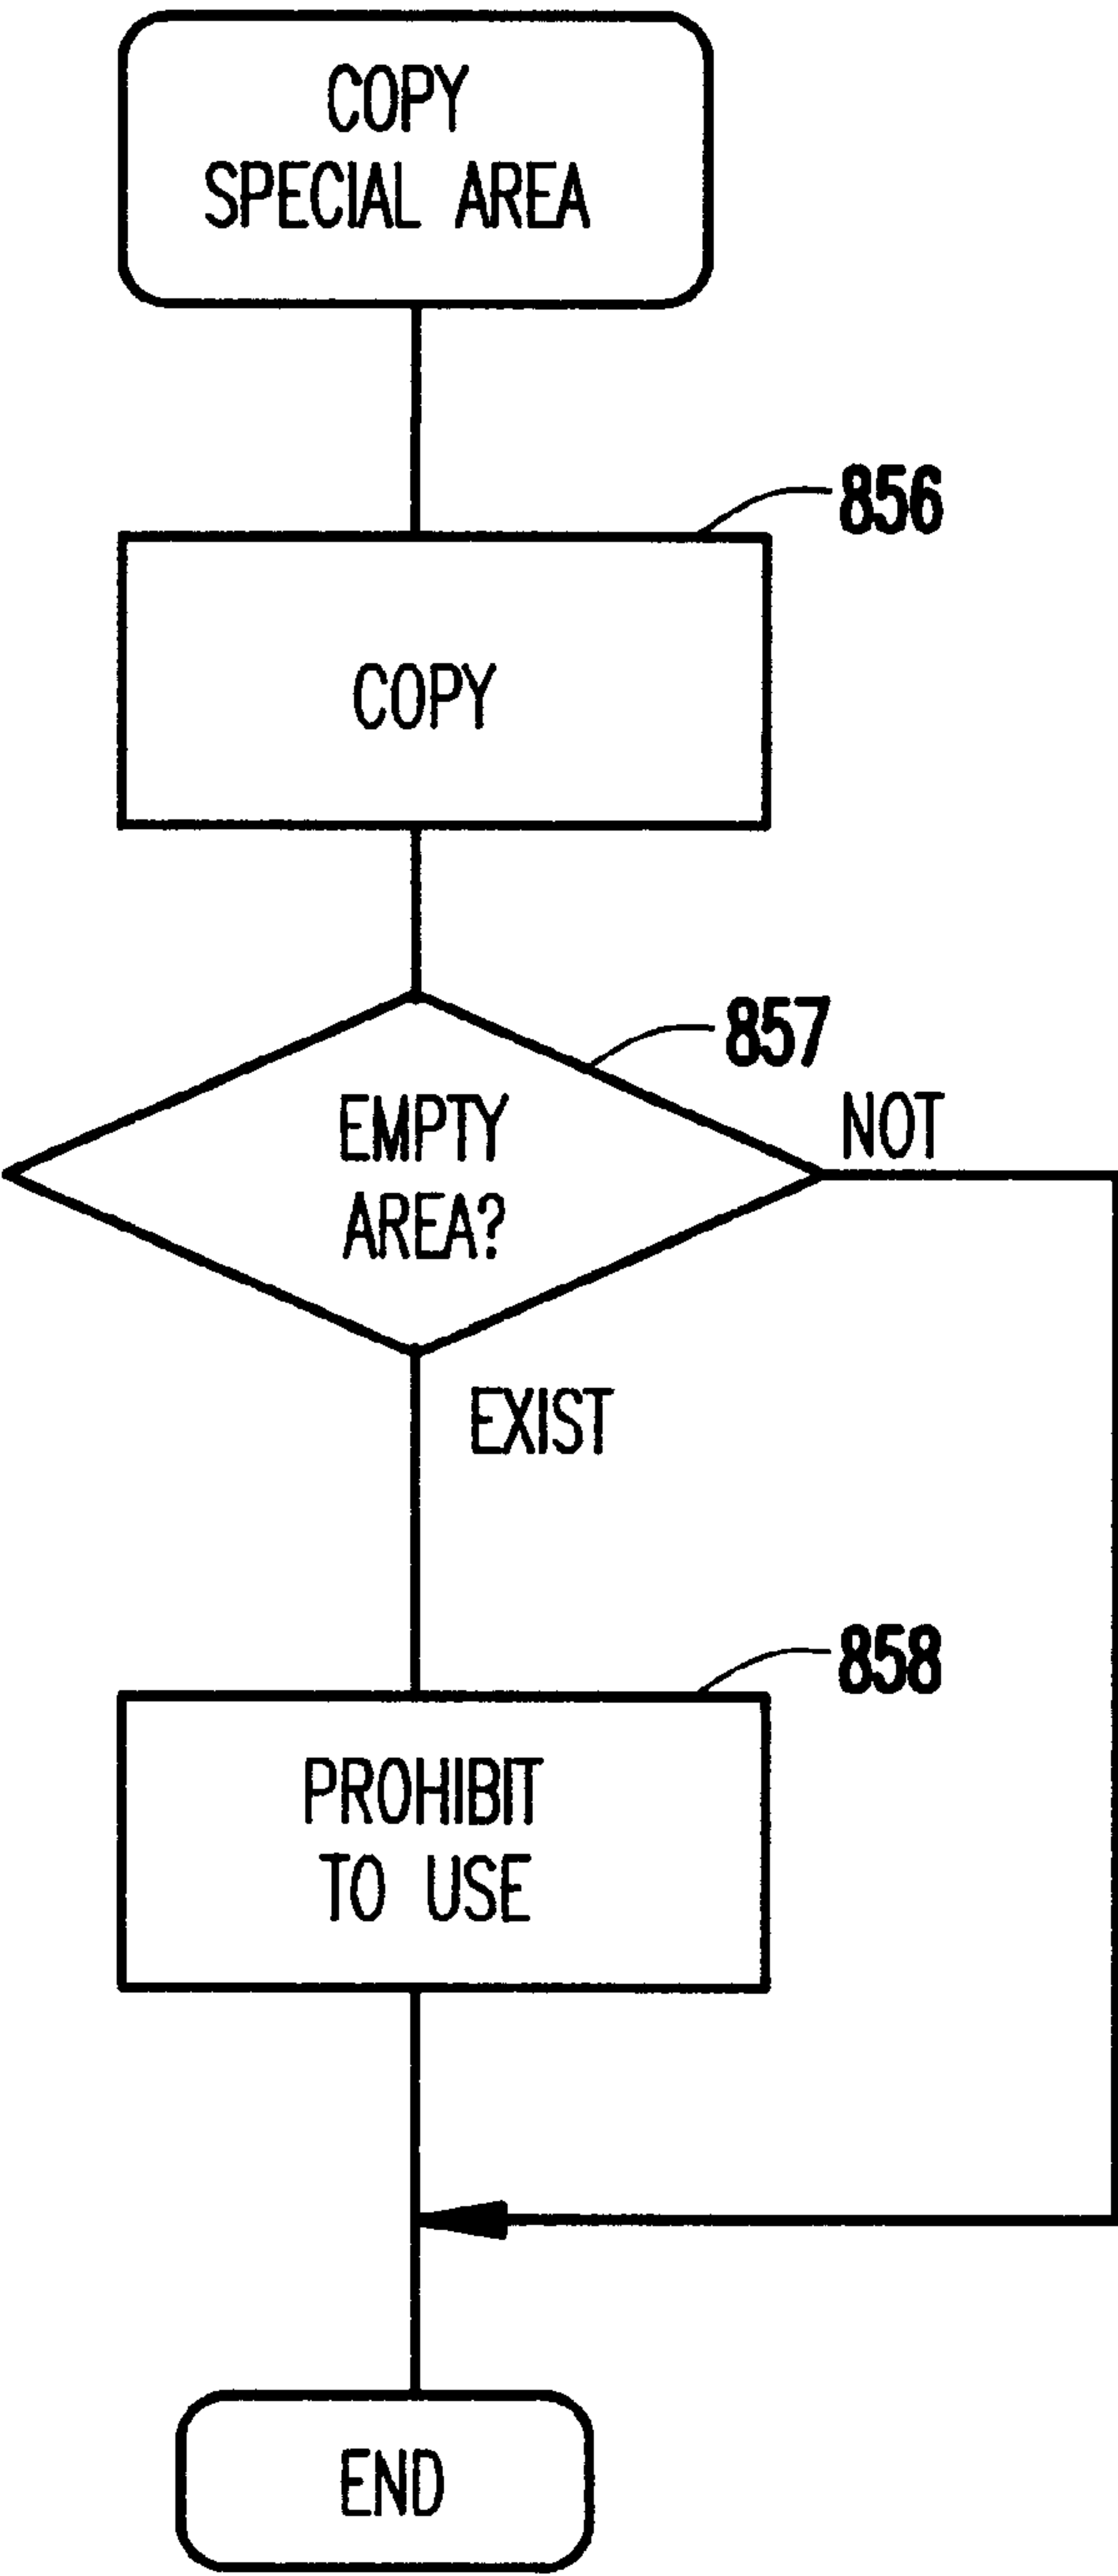 COPY
SPECIAL AREA
856
COPY
857
EMPTY
AREA?
NOT
EXIST
858
PROHIBIT
TO USE
END